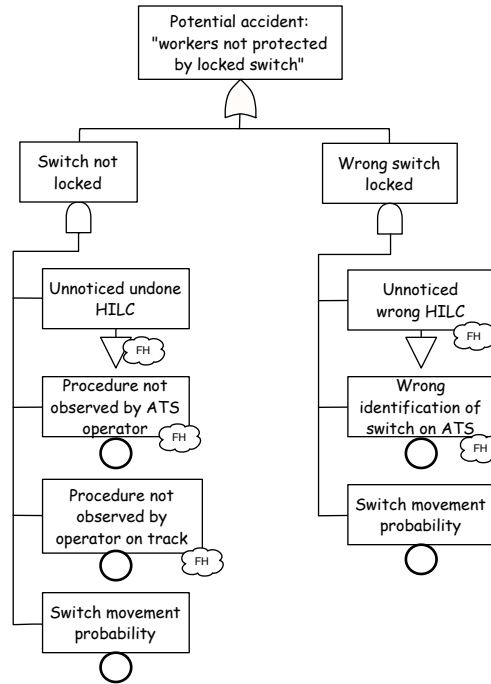 Potential accident:
"workers not protected
by locked switch"
Switch not
locked
Wrong switch
locked
Unnoticed undone
HILC
FH
Procedure not
observed by ATS
operator
FH
Procedure not
observed by
operator on track
FH
Switch movement
probability
Unnoticed
wrong HILC
FH
Wrong
identification of
switch on ATS
FH
Switch movement
probability